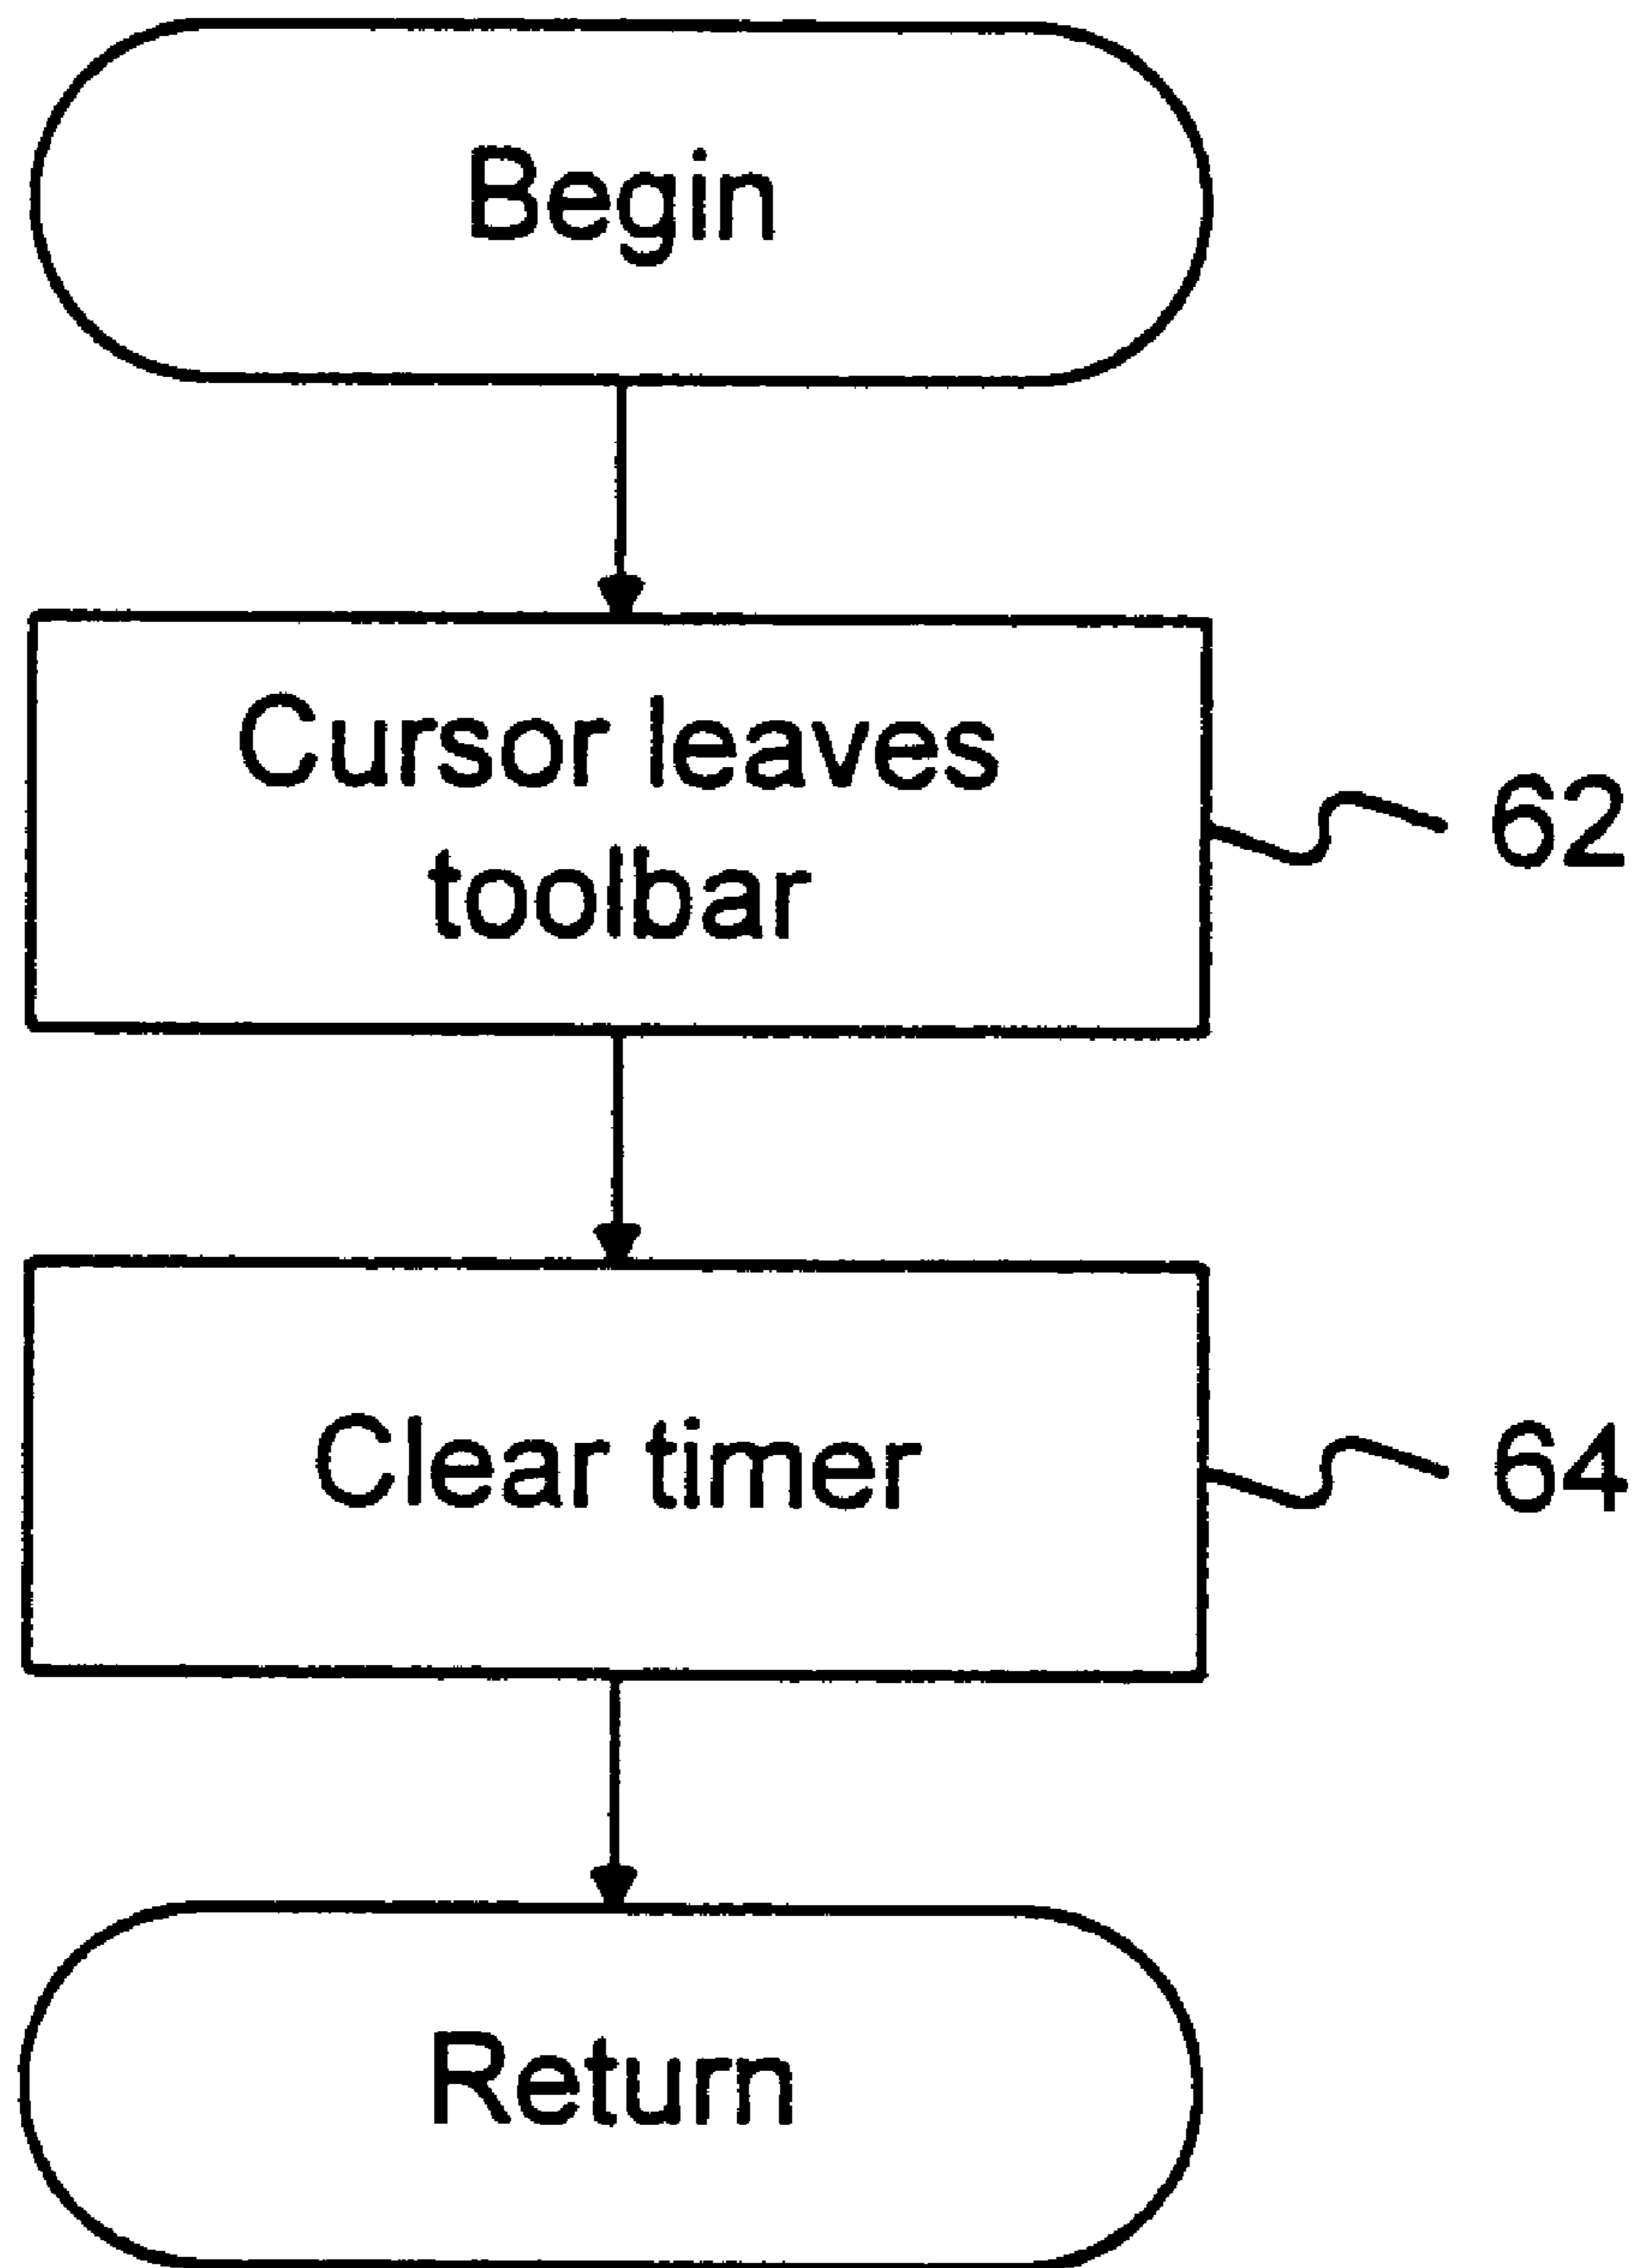 Begin
Cursor leaves
toolbar
62
Clear timer
64
Return